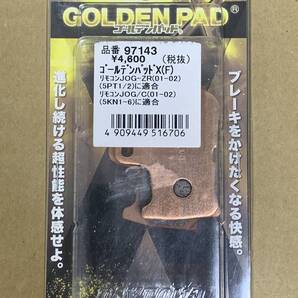 GOLDEN PAD®
ゴールデンパッド
品番 97143
¥4,600 (税抜)
ゴールデンパッドX(F)
リモコンJOG-ZR(01-02)
(5PT1/2)に適合
リモコンJOG/C(01-02)
(5KN1-6)に適合
4 909449 516706
ブレーキをかけたくなる快感。
進化し続ける超性能を体感せよ。